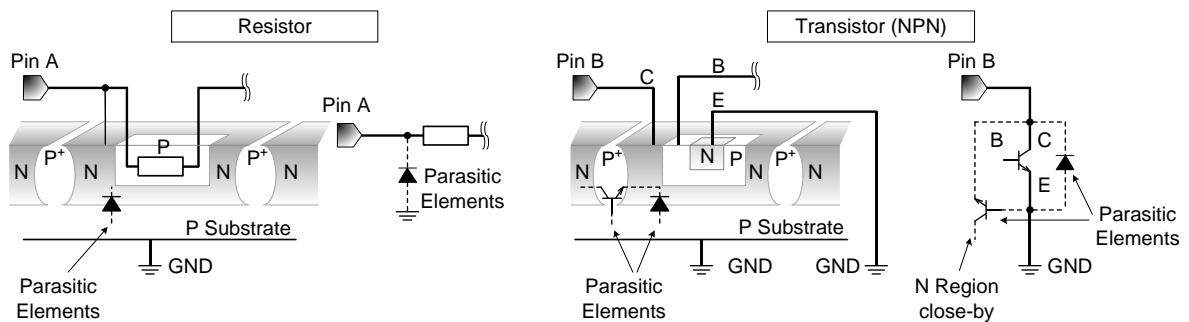 Resistor
Transistor (NPN)
Pin A
Pin B
Pin B
C
B
E
Pin A
N
P+
N
P
N
P+
N
N
P+
N
N
P
N
P+
N
B
C
E
Parasitic
Elements
P Substrate
GND
Parasitic
Elements
P Substrate
GND
GND
Parasitic
Elements
Parasitic
Elements
GND
N Region
close-by